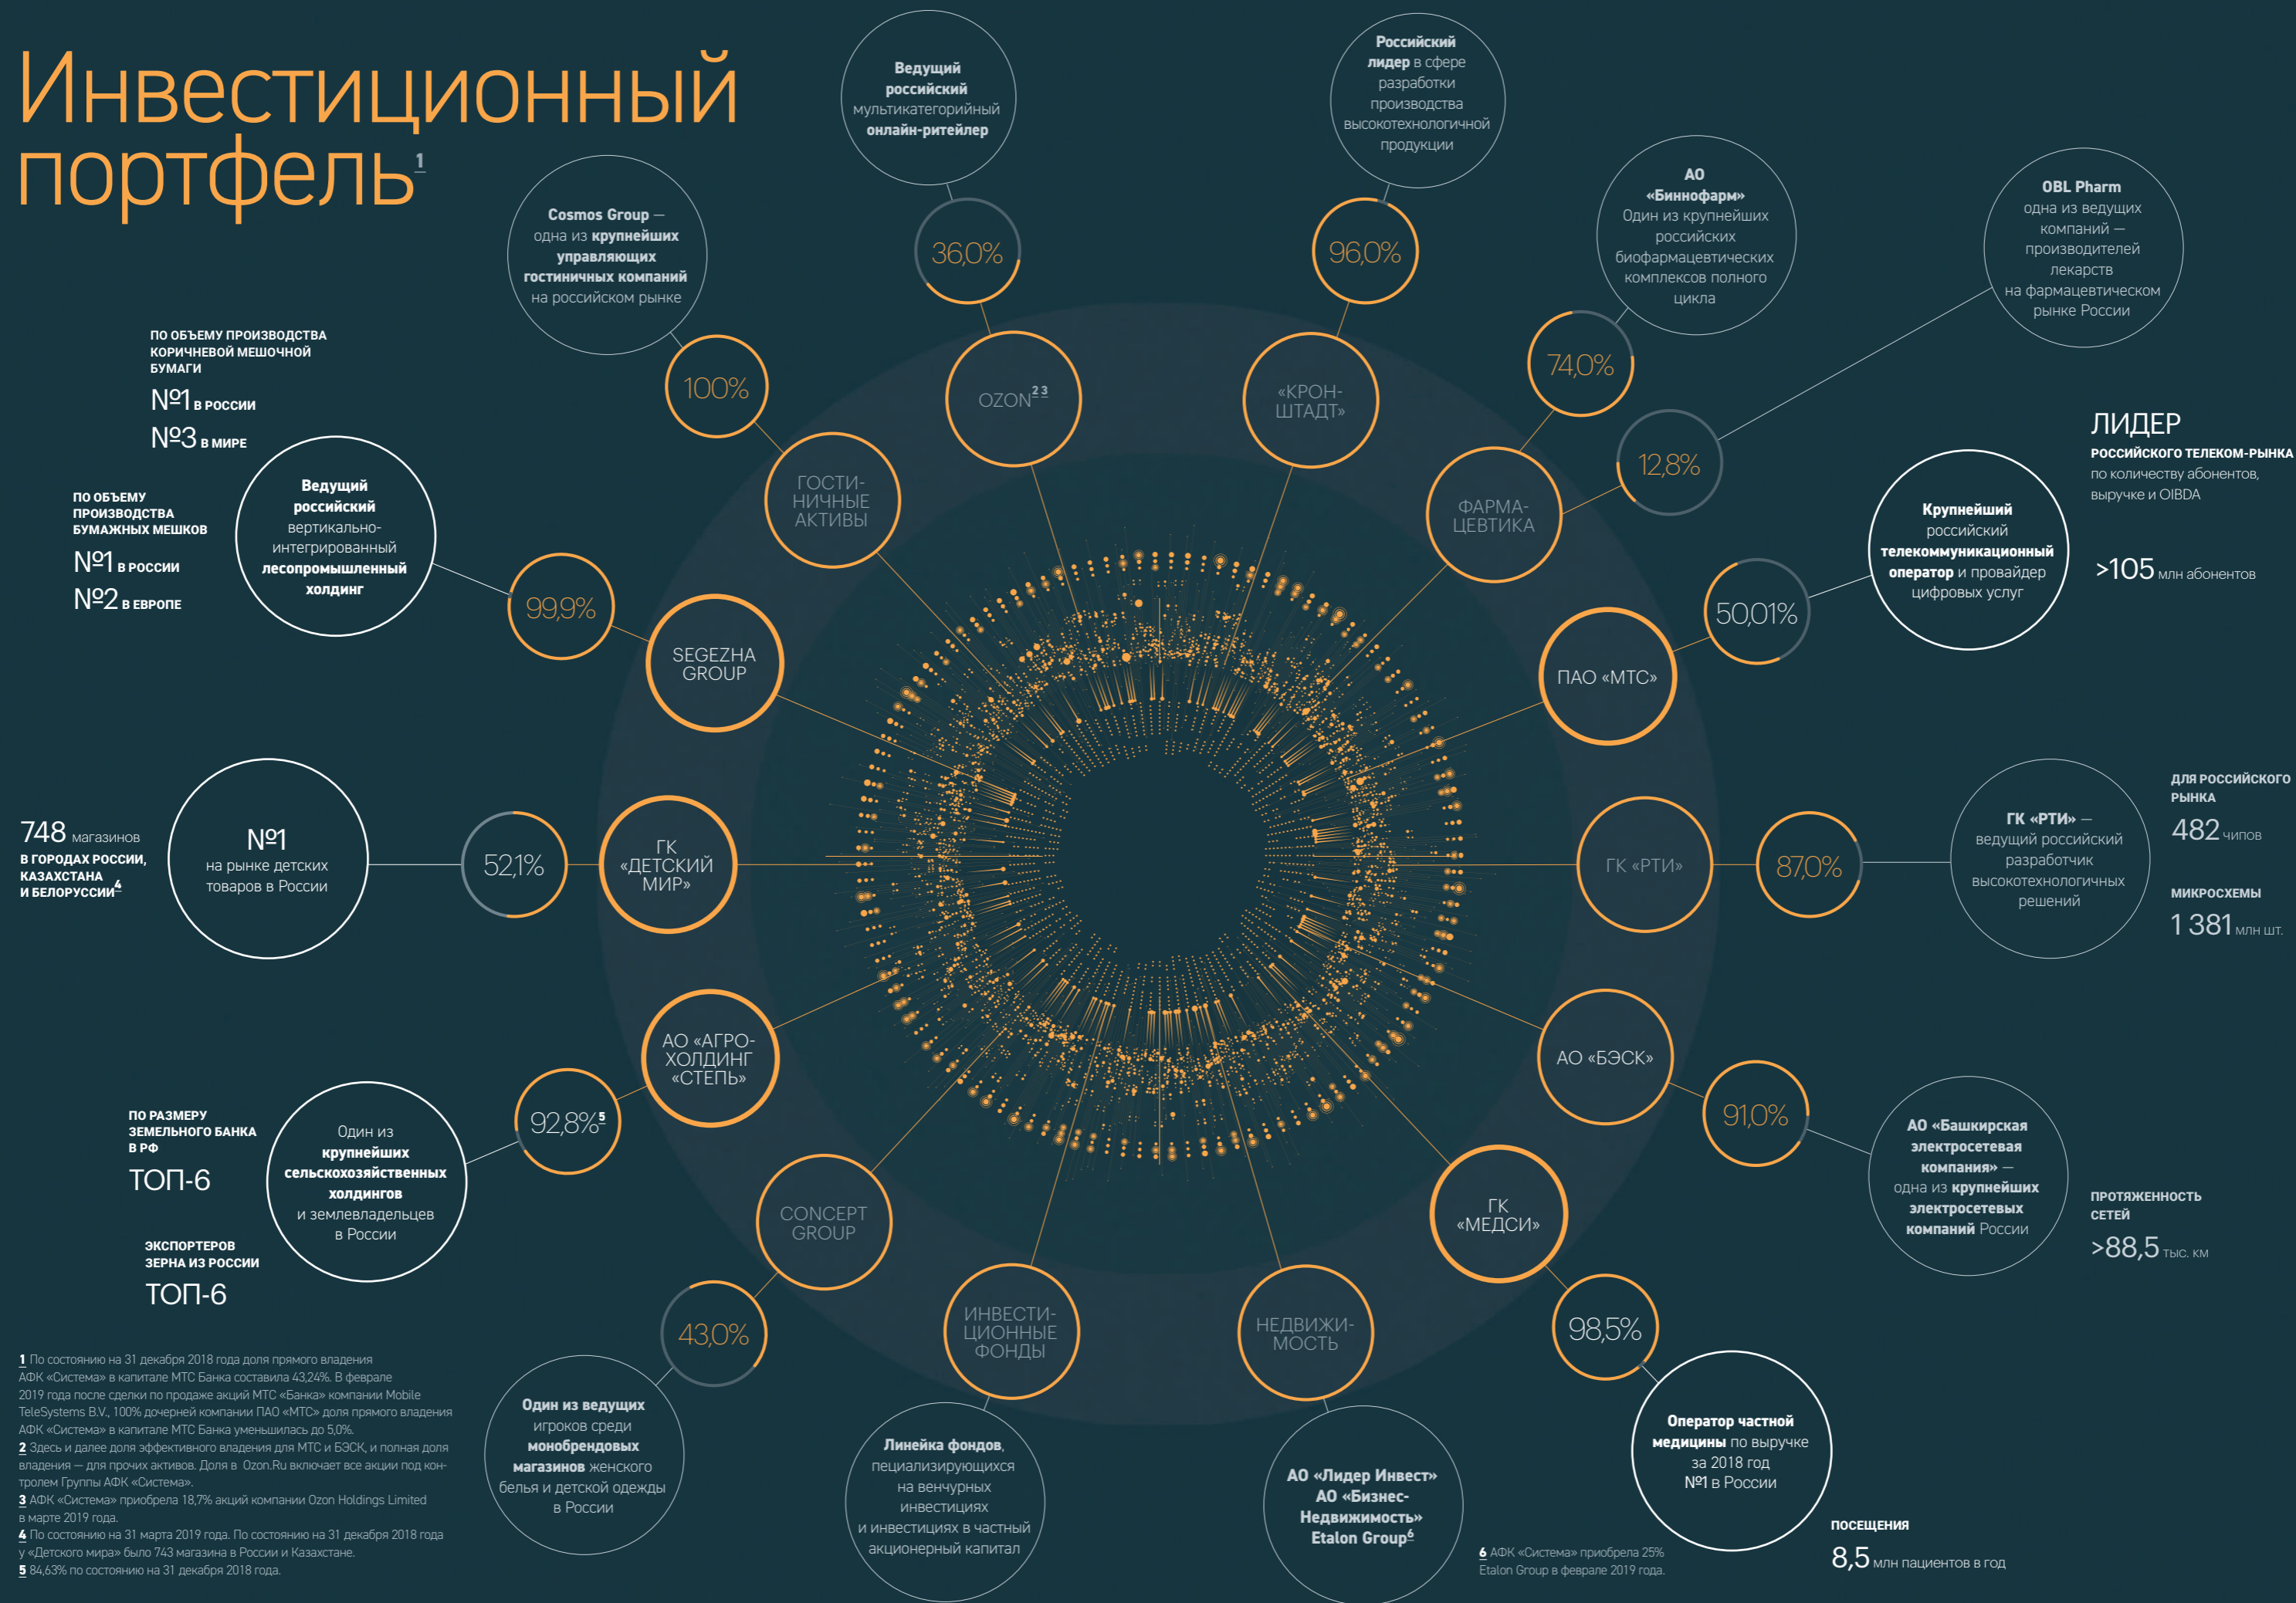 Инвестиционный
портфель1
Ведущий
российский
мультикатегорийный
онлайн-ритейлер
36,0%
OZON2 3
Российский
лидер в сфере
разработки
производства
высокотехнологичной
продукции
96,0%
«КРОН-
ШТАДТ»
Cosmos Group —
одна из крупнейших
управляющих
гостиничных компаний
на российском рынке
100%
ГОСТИ-
НИЧНЫЕ
АКТИВЫ
АО
«Биннофарм»
Один из крупнейших
российских
биофармацевтических
комплексов полного
цикла
74,0%
OBL Pharm
одна из ведущих
компаний —
производителей
лекарств
на фармацевтическом
рынке России
12,8%
ФАРМА-
ЦЕВТИКА
ПО ОБЪЕМУ ПРОИЗВОДСТВА
КОРИЧНЕВОЙ МЕШОЧНОЙ
БУМАГИ
№1 В РОССИИ
№3 В МИРЕ
ПО ОБЪЕМУ
ПРОИЗВОДСТВА
БУМАЖНЫХ МЕШКОВ
№1 В РОССИИ
№2 В ЕВРОПЕ
Ведущий
российский
вертикально-
интегрированный
лесопромышленный
холдинг
99,9%
SEGEZHA
GROUP
ПАО «МТС»
50,01%
Крупнейший
российский
телекоммуникационный
оператор и провайдер
цифровых услуг
ЛИДЕР
РОССИЙСКОГО ТЕЛЕКОМ-РЫНКА
по количеству абонентов,
выручке и OIBDA
>105 млн абонентов
748 магазинов
В ГОРОДАХ РОССИИ,
КАЗАХСТАНА
И БЕЛОРУССИИ4
№1
на рынке детских
товаров в России
52,1%
ГК
«ДЕТСКИЙ
МИР»
ГК «РТИ»
87,0%
ГК «РТИ» —
ведущий российский
разработчик
высокотехнологичных
решений
ДЛЯ РОССИЙСКОГО
РЫНКА
482 чипов
МИКРОСХЕМЫ
1 381 млн шт.
ПО РАЗМЕРУ
ЗЕМЕЛЬНОГО БАНКА
В РФ
ТОП-6
ЭКСПОРТЕРОВ
ЗЕРНА ИЗ РОССИИ
ТОП-6
Один из
крупнейших
сельскохозяйственных
холдингов
и землевладельцев
в России
92,8%5
АО «АГРО-
ХОЛДИНГ
«СТЕПЬ»
АО «БЭСК»
91,0%
АО «Башкирская
электросетевая
компания» —
одна из крупнейших
электросетевых
компаний России
ПРОТЯЖЕННОСТЬ
СЕТЕЙ
>88,5 тыс. км
CONCEPT
GROUP
43,0%
Один из ведущих
игроков среди
монобрендовых
магазинов женского
белья и детской одежды
в России
ИНВЕСТИ-
ЦИОННЫЕ
ФОНДЫ
Линейка фондов,
пециализирующихся
на венчурных
инвестициях
и инвестициях в частный
акционерный капитал
НЕДВИЖИ-
МОСТЬ
АО «Лидер Инвест»
АО «Бизнес-
Недвижимость»
Etalon Group6
ГК
«МЕДСИ»
98,5%
Оператор частной
медицины по выручке
за 2018 год
№1 в России
ПОСЕЩЕНИЯ
8,5 млн пациентов в год
1 По состоянию на 31 декабря 2018 года доля прямого владения
АФК «Система» в капитале МТС Банка составила 43,24%. В феврале
2019 года после сделки по продаже акций МТС «Банка» компании Mobile
TeleSystems B.V., 100% дочерней компании ПАО «МТС» доля прямого владения
АФК «Система» в капитале МТС Банка уменьшилась до 5,0%.
2 Здесь и далее доля эффективного владения для МТС и БЭСК, и полная доля
владения — для прочих активов. Доля в Ozon.Ru включает все акции под кон-
тролем Группы АФК «Система».
3 АФК «Система» приобрела 18,7% акций компании Ozon Holdings Limited
в марте 2019 года.
4 По состоянию на 31 марта 2019 года. По состоянию на 31 декабря 2018 года
у «Детского мира» было 743 магазина в России и Казахстане.
5 84,63% по состоянию на 31 декабря 2018 года.
6 АФК «Система» приобрела 25%
Etalon Group в феврале 2019 года.